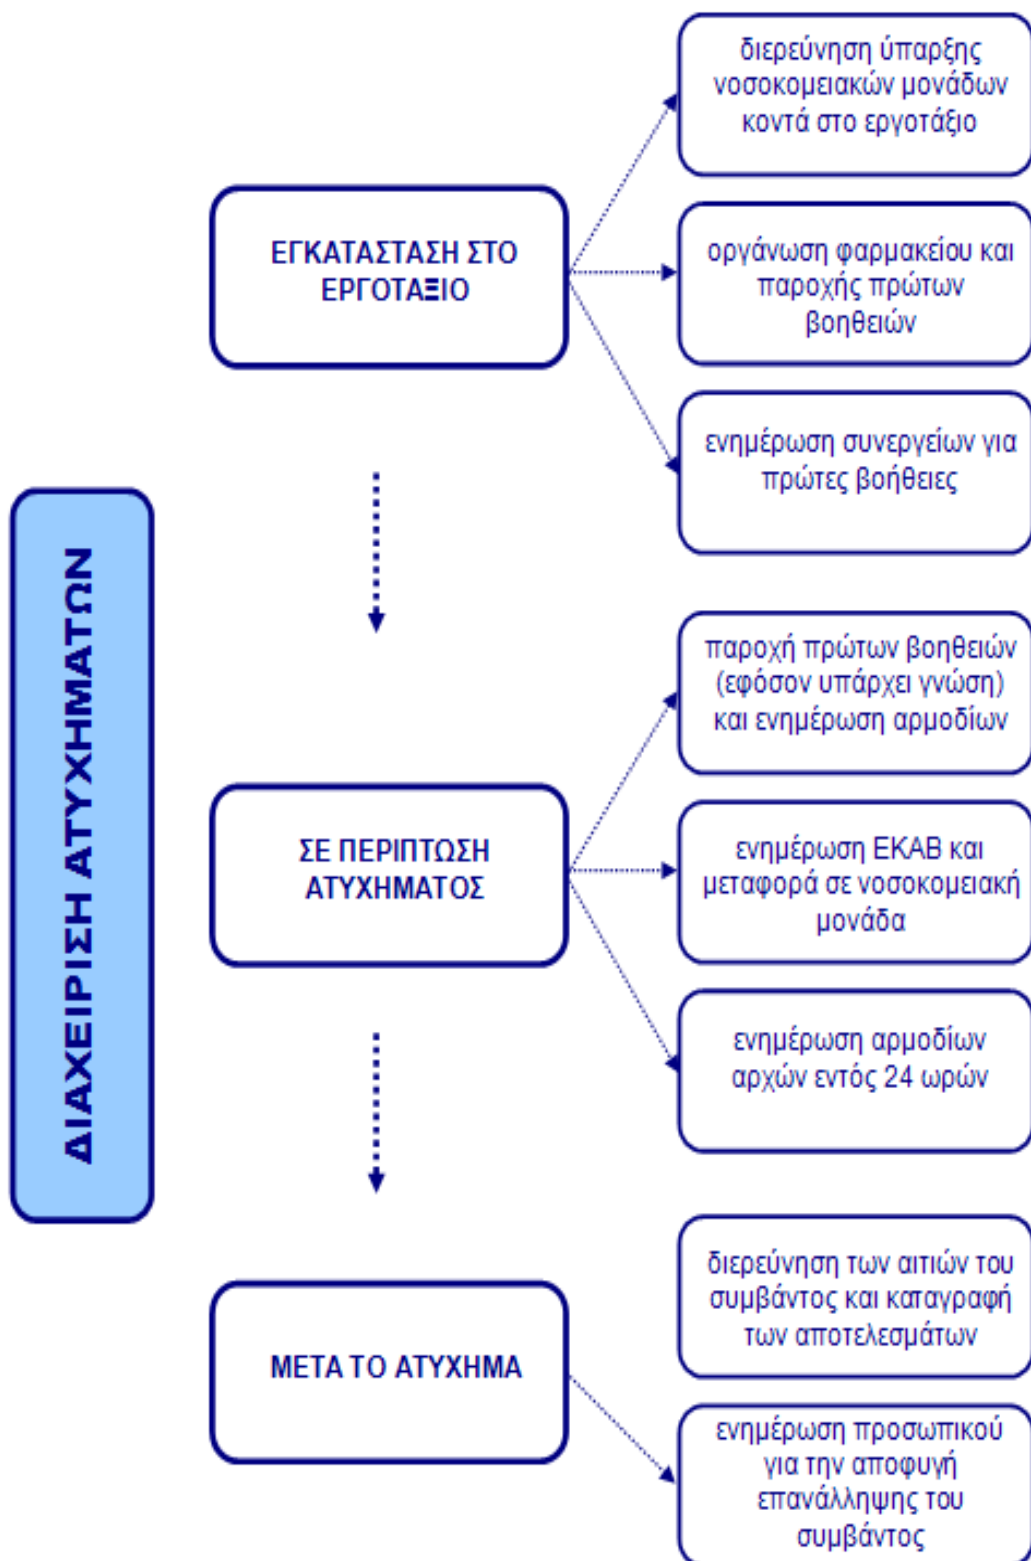 ΔΙΑΧΕΙΡΙΣΗ ΑΤΥΧΗΜΑΤΩΝ
ΕΓΚΑΤΑΣΤΑΣΗ ΣΤΟ
ΕΡΓΟΤΑΞΙΟ
διερεύνηση ύπαρξης
νοσοκομειακών μονάδων
κοντά στο εργοτάξιο
οργάνωση φαρμακείου και
παροχής πρώτων
βοηθειών
ενημέρωση συνεργείων για
πρώτες βοήθειες
ΣΕ ΠΕΡΙΠΤΩΣΗ
ΑΤΥΧΗΜΑΤΟΣ
παροχή πρώτων βοηθειών
(εφόσον υπάρχει γνώση)
και ενημέρωση αρμοδίων
ενημέρωση ΕΚΑΒ και
μεταφορά σε νοσοκομειακή
μονάδα
ενημέρωση αρμοδίων
αρχών εντός 24 ωρών
ΜΕΤΑ ΤΟ ΑΤΥΧΗΜΑ
διερεύνηση των αιτιών του
συμβάντος και καταγραφή
των αποτελεσμάτων
ενημέρωση προσωπικού
για την αποφυγή
επανάλληψης του
συμβάντος